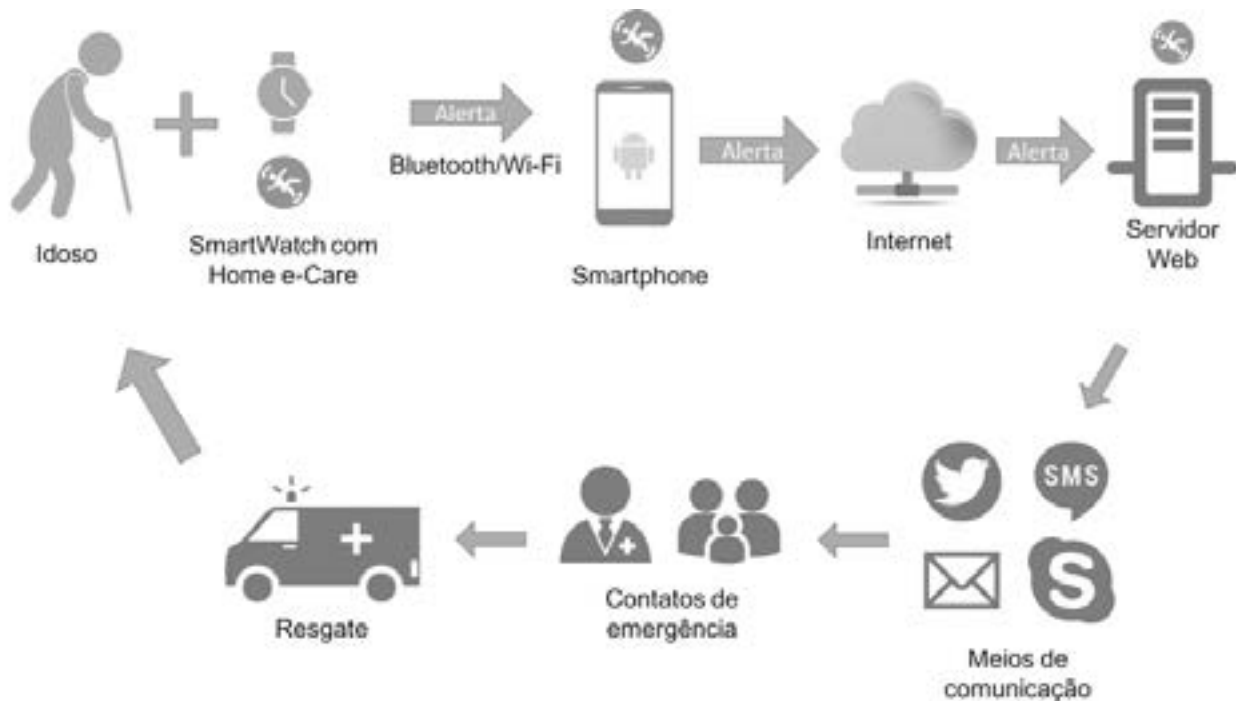 Alerta
Alerta
Alerta
Bluetooth/Wi-Fi
Idoso
SmartWatch com
Home e-Care
Smartphone
Internet
Servidor
Web
SMS
S
Resgate
Contatos de
emergência
Meios de
comunicação